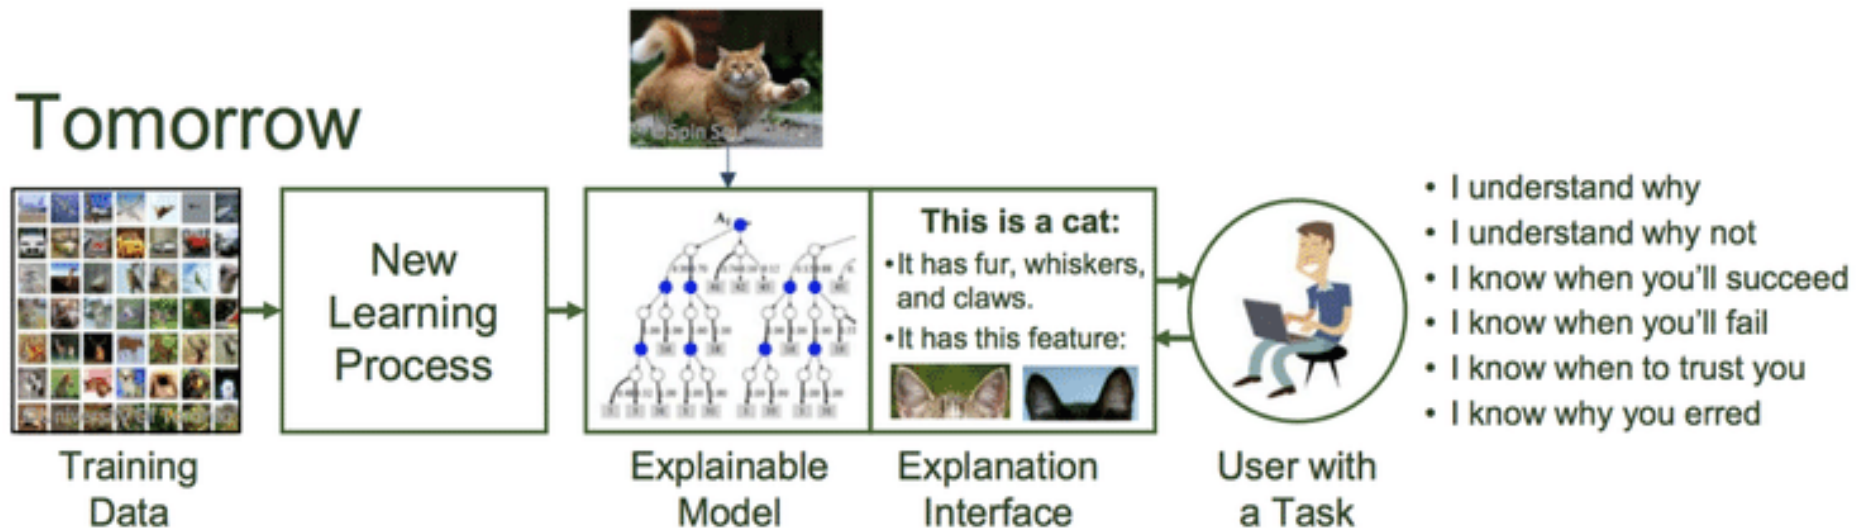 Tomorrow
New
Learning
Process
This is a cat:
•It has fur, whiskers,
and claws.
•It has this feature:
• I understand why
• I understand why not
• I know when you'll succeed
• I know when you'll fail
• I know when to trust you
• I know why you erred
Training
Data
Explainable
Model
Explanation
Interface
User with
a Task